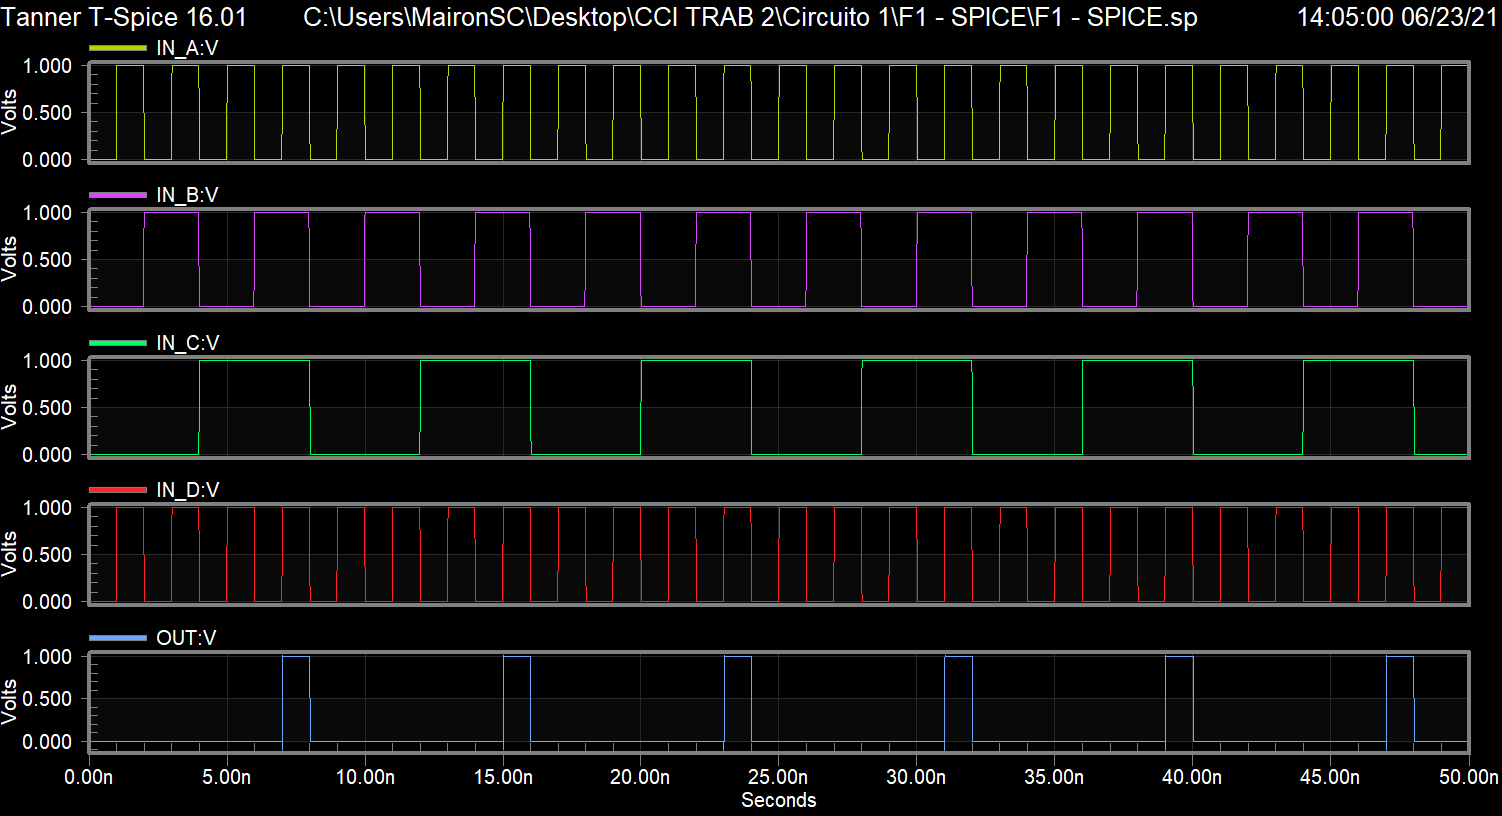 Tanner T-Spice 16.01 C:\Users\MaironSC\Desktop\CCI TRAB 2\Circuito 1\F1 - SPICE\F1 - SPICE.sp 14:05:00 06/23/21
IN_A:V
1.000
0.500
0.000
Volts
IN_B:V
1.000
0.500
0.000
Volts
IN_C:V
1.000
0.500
0.000
Volts
IN_D:V
1.000
0.500
0.000
Volts
OUT:V
1.000
0.500
0.000
Volts
0.00n 5.00n 10.00n 15.00n 20.00n 25.00n 30.00n 35.00n 40.00n 45.00n 50.00n
Seconds